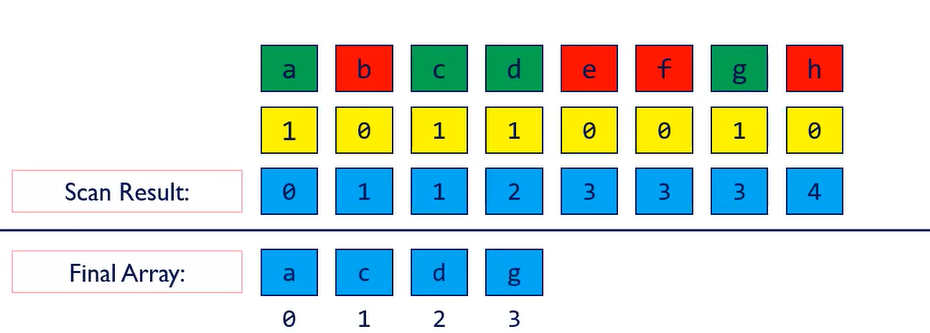 a b c d e f g h
1 0 1 1 0 0 1 0
Scan Result: 0 1 1 2 3 3 3 4
Final Array: a c d g
0 1 2 3